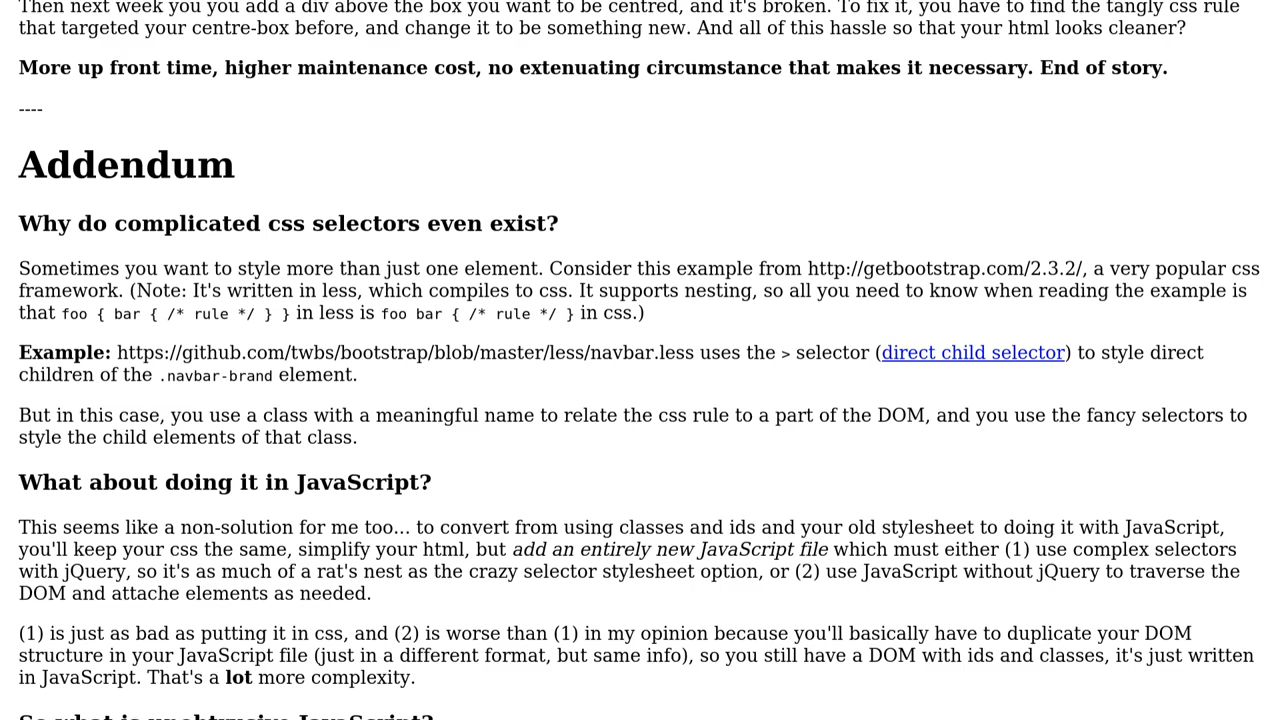 Then next week you you add a div above the box you want to be centred, and it's broken. To fix it, you have to find the tangly css rule
that targeted your centre-box before, and change it to be something new. And all of this hassle so that your html looks cleaner?
More up front time, higher maintenance cost, no extenuating circumstance that makes it necessary. End of story.
----
Addendum
Why do complicated css selectors even exist?
Sometimes you want to style more than just one element. Consider this example from http://getbootstrap.com/2.3.2/, a very popular css
framework. (Note: It's written in less, which compiles to css. It supports nesting, so all you need to know when reading the example is
that foo { bar { /* rule */ } } in less is foo bar { /* rule */ } in css.)
Example: https://github.com/twbs/bootstrap/blob/master/less/navbar.less uses the > selector (direct child selector) to style direct
children of the .navbar-brand element.
But in this case, you use a class with a meaningful name to relate the css rule to a part of the DOM, and you use the fancy selectors to
style the child elements of that class.
What about doing it in JavaScript?
This seems like a non-solution for me too... to convert from using classes and ids and your old stylesheet to doing it with JavaScript,
you'll keep your css the same, simplify your html, but add an entirely new JavaScript file which must either (1) use complex selectors
with jQuery, so it's as much of a rat's nest as the crazy selector stylesheet option, or (2) use JavaScript without jQuery to traverse the
DOM and attache elements as needed.
(1) is just as bad as putting it in css, and (2) is worse than (1) in my opinion because you'll basically have to duplicate your DOM
structure in your JavaScript file (just in a different format, but same info), so you still have a DOM with ids and classes, it's just written
in JavaScript. That's a lot more complexity.
So what is unobtrusive JavaScript?